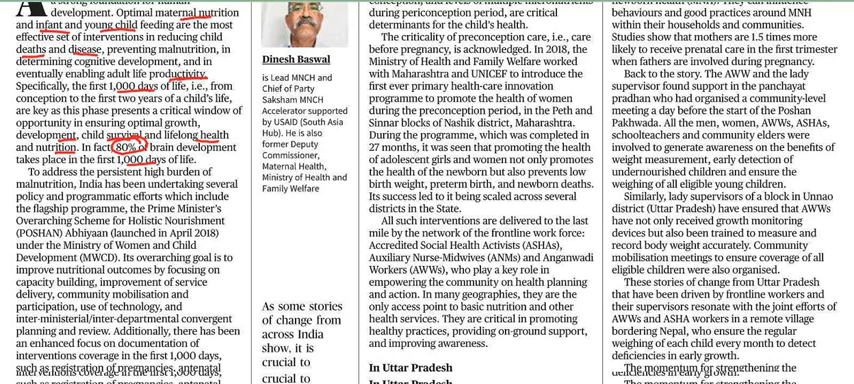 A
development. Optimal maternal nutrition
and infant and young child feeding are the most
effective set of interventions in reducing child
deaths and disease, preventing malnutrition, in
determining cognitive development, and in
eventually enabling adult life productivity.
Specifically, the first 1,000 days of life, i.e., from
conception to the first two years of a child's life,
are key as this phase presents a critical window of
opportunity in ensuring optimal growth,
development, child survival and lifelong health
and nutrition. In fact 80% of brain development
takes place in the first 1,000 days of life.
To address the persistent high burden of
malnutrition, India has been undertaking several
policy and programmatic efforts which include
the flagship programme, the Prime Minister's
Overarching Scheme for Holistic Nourishment
(POSHAN) Abhiyaan (launched in April 2018)
under the Ministry of Women and Child
Development (MWCD). Its overarching goal is to
improve nutritional outcomes by focusing on
capacity building, improvement of service
delivery, community mobilisation and
participation, use of technology, and
inter-ministerial/inter-departmental convergent
planning and review. Additionally, there has been
an enhanced focus on documentation of
interventions coverage in the first 1,000 days,
such as registration of pregnancies, antenatal
Dinesh Baswal
is Lead MNCH and
Chief of Party
Saksham MNCH
Accelerator supported
by USAID (South Asia
Hub). He is also
former Deputy
Commissioner,
Maternal Health,
Ministry of Health and
Family Welfare
As some stories
of change from
across India
show, it is
crucial to
crucial to
during periconception period, are critical
determinants for the child's health.
The criticality of preconception care, i.e., care
before pregnancy, is acknowledged. In 2018, the
Ministry of Health and Family Welfare worked
with Maharashtra and UNICEF to introduce the
first ever primary health-care innovation
programme to promote the health of women
during the preconception period, in the Peth and
Sinnar blocks of Nashik district, Maharashtra.
During the programme, which was completed in
27 months, it was seen that promoting the health
of adolescent girls and women not only promotes
the health of the newborn but also prevents low
birth weight, preterm birth, and newborn deaths.
Its success led to it being scaled across several
districts in the State.
All such interventions are delivered to the last
mile by the network of the frontline work force:
Accredited Social Health Activists (ASHAs),
Auxiliary Nurse-Midwives (ANMs) and Anganwadi
Workers (AWWs), who play a key role in
empowering the community on health planning
and action. In many geographies, they are the
only access point to basic nutrition and other
health services. They are critical in promoting
healthy practices, providing on-ground support,
and improving awareness.
In Uttar Pradesh
In Uttar Pradesh
behaviours and good practices around MNH
within their households and communities.
Studies show that mothers are 1.5 times more
likely to receive prenatal care in the first trimester
when fathers are involved during pregnancy.
Back to the story. The AWW and the lady
supervisor found support in the panchayat
pradhan who had organised a community-level
meeting a day before the start of the Poshan
Pakhwada. All the men, women, AWWs, ASHAs,
schoolteachers and community elders were
involved to generate awareness on the benefits of
weight measurement, early detection of
undernourished children and ensure the
weighing of all eligible young children.
Similarly, lady supervisors of a block in Unnao
district (Uttar Pradesh) have ensured that AWWs
have not only received growth monitoring
devices but also been trained to measure and
record body weight accurately. Community
mobilisation meetings to ensure coverage of all
eligible children were also organised.
These stories of change from Uttar Pradesh
that have been driven by frontline workers and
their supervisors resonate with the joint efforts of
AWWs and ASHA workers in a remote village
bordering Nepal, who ensure the regular
weighing of each child every month to detect
deficiencies in early growth.
The momentum for strengthening the